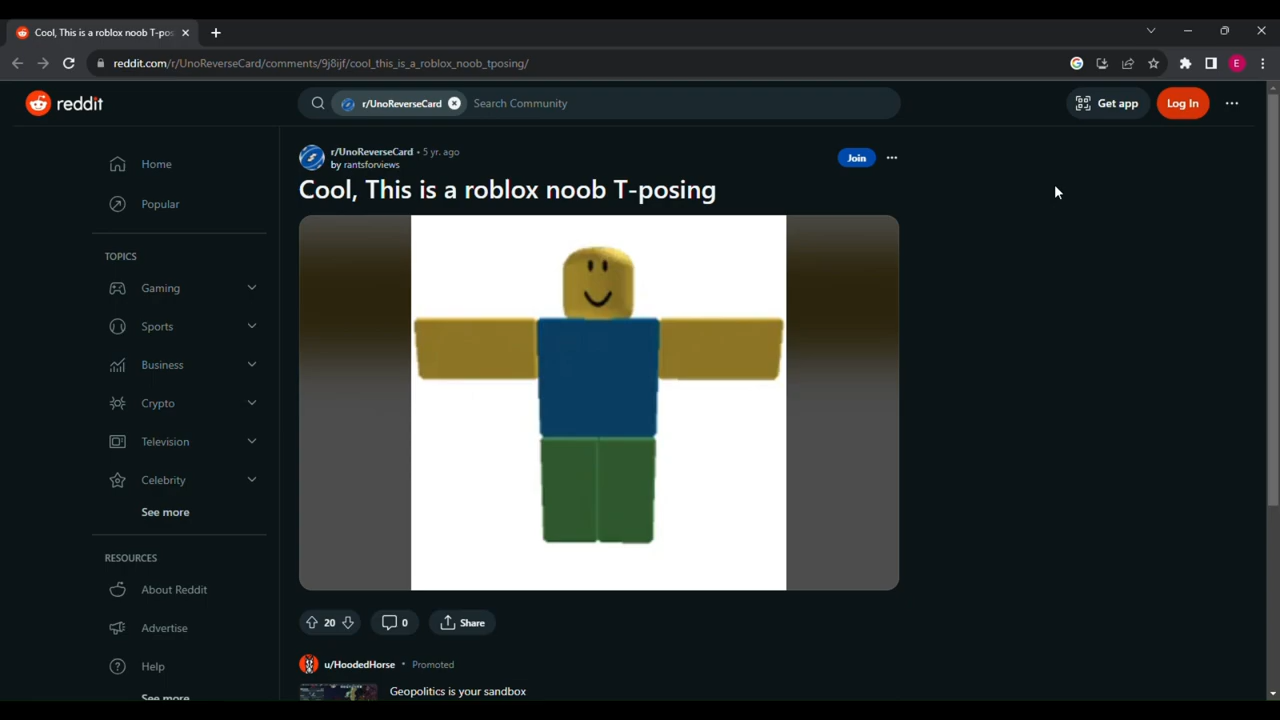 Cool, This is a roblox noob T-pos
reddit.com/r/UnoReverseCard/comments/9j8ijf/cool_this_is_a_roblox_noob_tposing/
E
reddit
r/UnoReverseCard
Search Community
Get app
Log In
Home
Popular
TOPICS
Gaming
Sports
Business
Crypto
Television
Celebrity
See more
RESOURCES
About Reddit
Advertise
Help
See more
r/UnoReverseCard • 5 yr. ago
by rantsforviews
Join
Cool, This is a roblox noob T-posing
20
0
Share
u/HoodedHorse • Promoted
Geopolitics is your sandbox